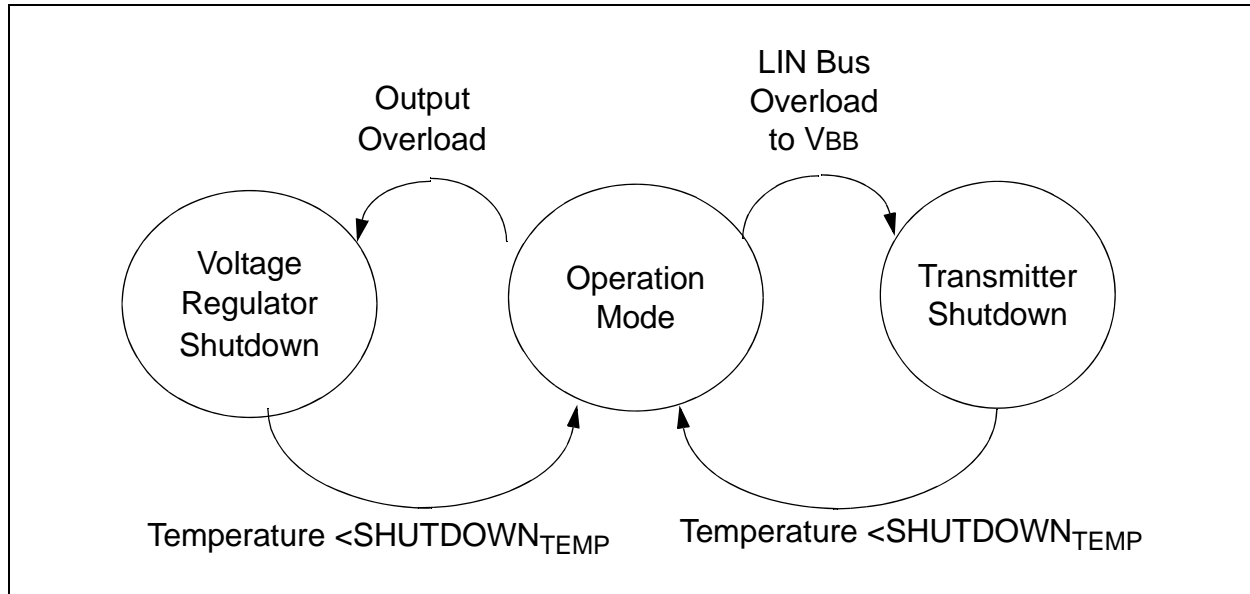 Output
Overload
LIN Bus
Overload
to VBB
Voltage
Regulator
Shutdown
Operation
Mode
Transmitter
Shutdown
Temperature <SHUTDOWNTEMP
Temperature <SHUTDOWNTEMP